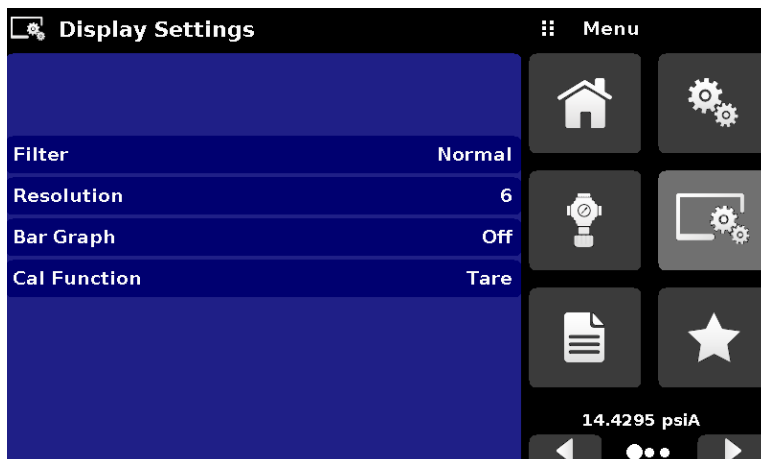 Display Settings
Menu
Filter Normal
Resolution 6
Bar Graph Off
Cal Function Tare
14.4295 psiA